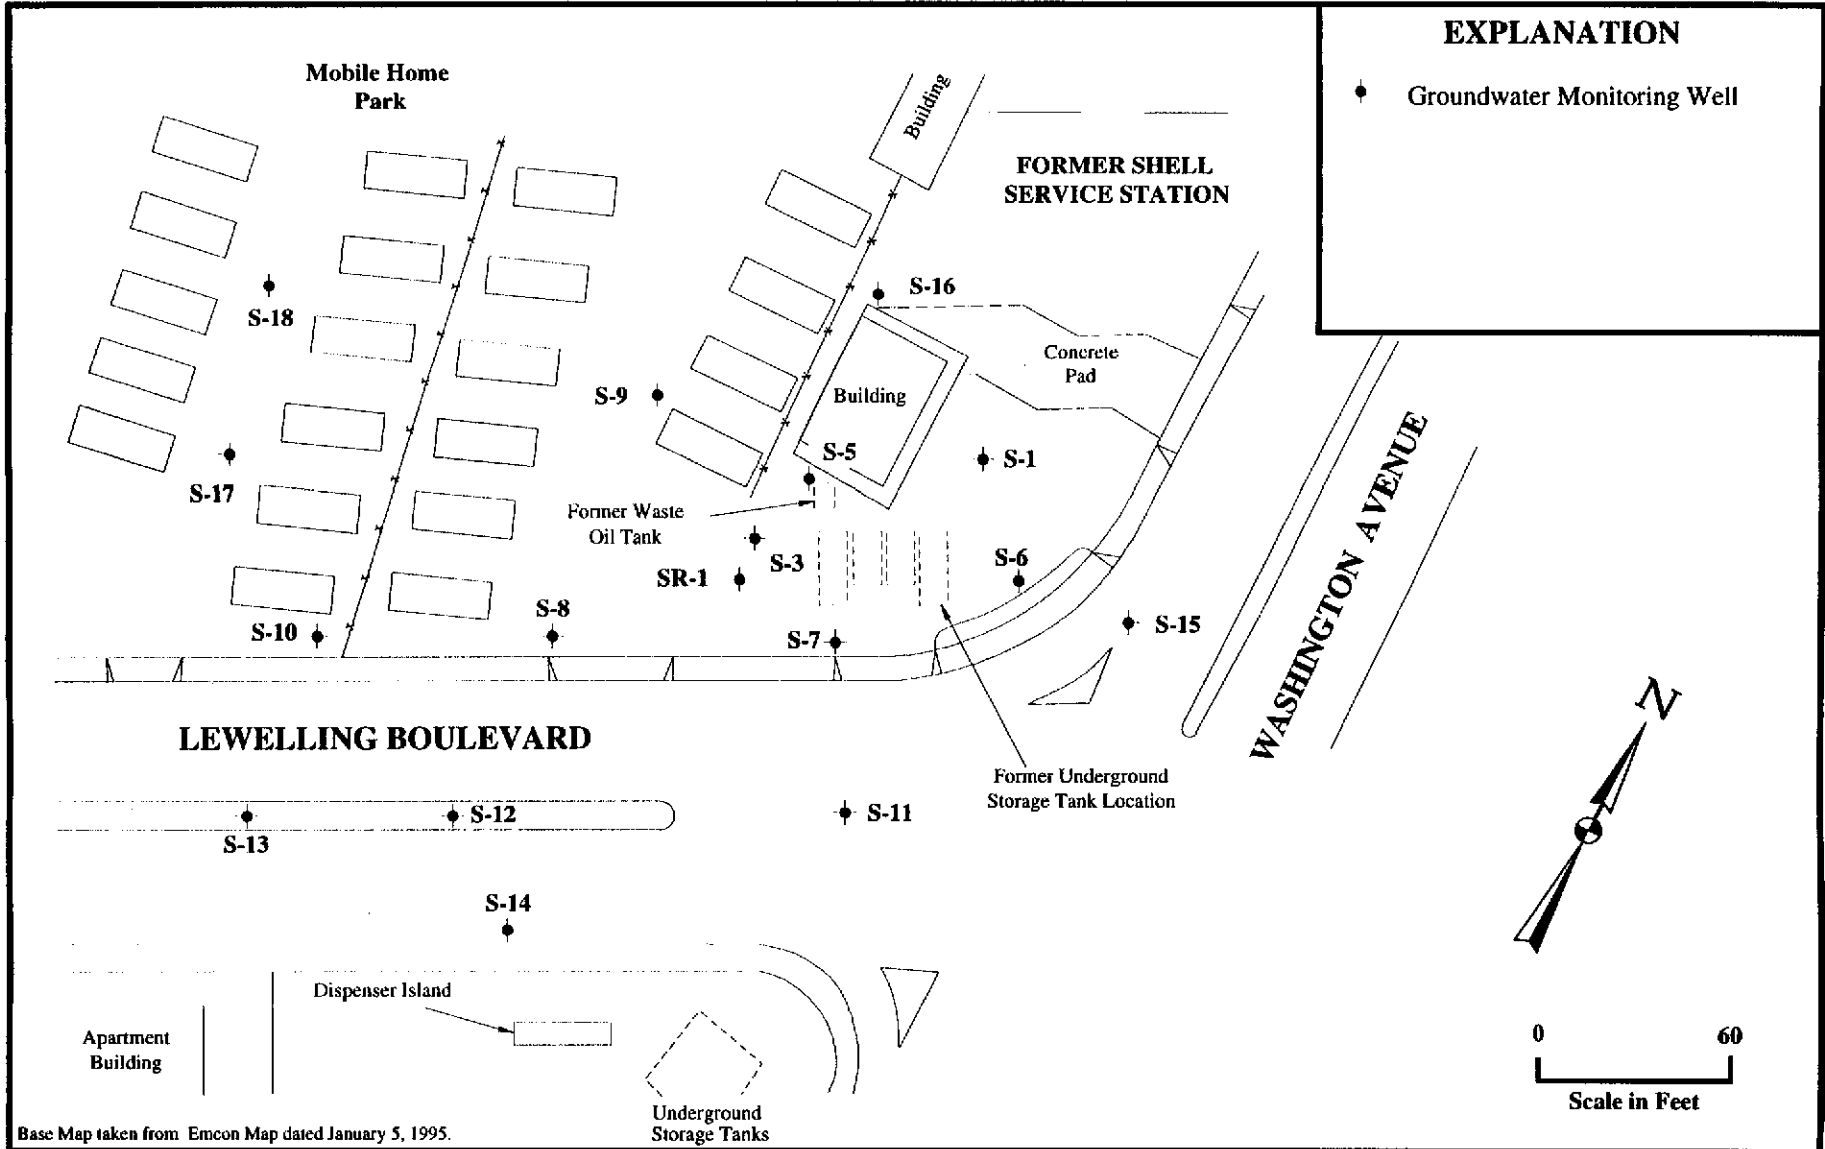 EXPLANATION
Groundwater Monitoring Well
Mobile Home
Park
Building
FORMER SHELL
SERVICE STATION
S-16
S-18
Concrete
Pad
S-9
Building
S-5
S-1
S-17
Former Waste
Oil Tank
S-3
SR-1
S-6
S-8
S-10
S-7
S-15
WASHINGTON AVENUE
N
LEWELLING BOULEVARD
Former Underground
Storage Tank Location
S-12
S-11
S-13
S-14
Dispenser Island
Apartment
Building
0 60
Scale in Feet
Underground
Storage Tanks
Base Map taken from Emcon Map dated January 5, 1995.